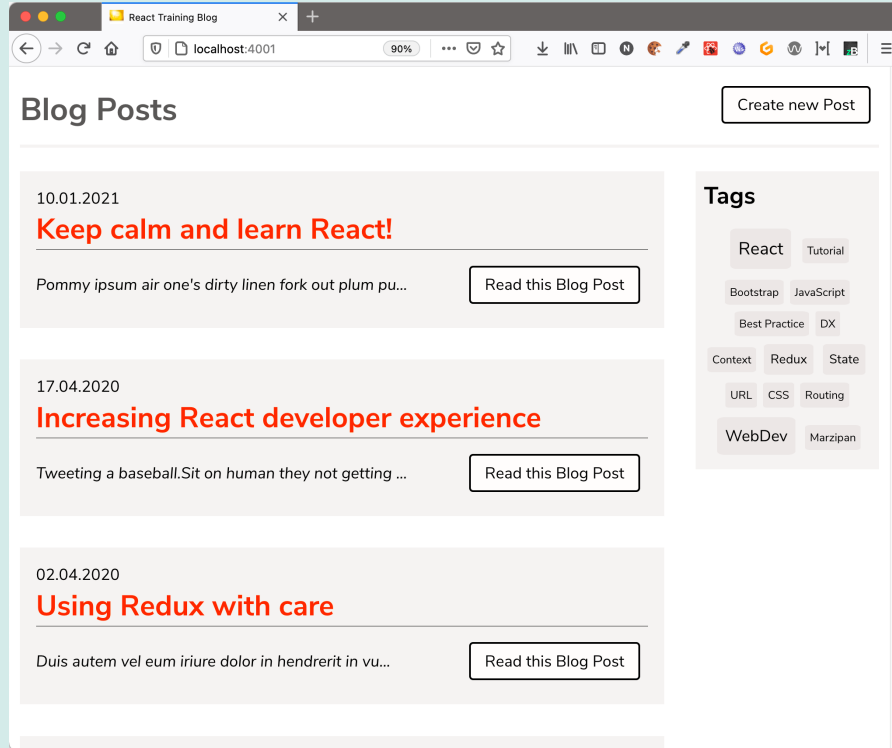 React Training Blog
localhost:4001
90%
Blog Posts
Create new Post
10.01.2021
Keep calm and learn React!
Pommy ipsum air one's dirty linen fork out plum pu...
Read this Blog Post
17.04.2020
Increasing React developer experience
Tweeting a baseball.Sit on human they not getting ...
Read this Blog Post
02.04.2020
Using Redux with care
Duis autem vel eum iriure dolor in hendrerit in vu...
Read this Blog Post
Tags
React Tutorial
Bootstrap JavaScript
Best Practice DX
Context Redux State
URL CSS Routing
WebDev Marzipan